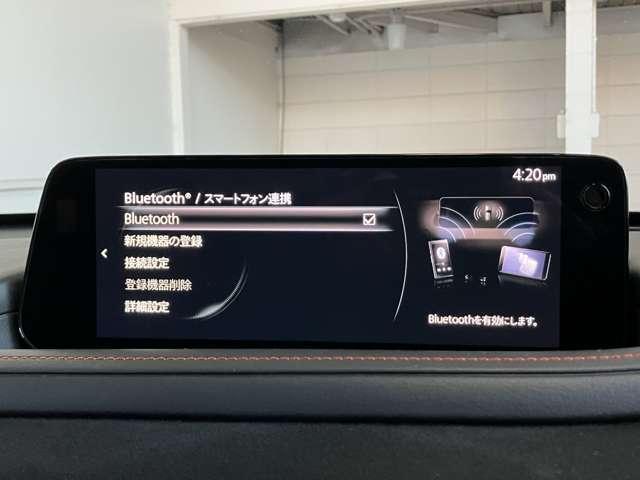 4:20pm
Bluetooth® / スマートフォン連携
Bluetooth
新規機器の登録
接続設定
登録機器削除
詳細設定
Bluetoothを有効にします。